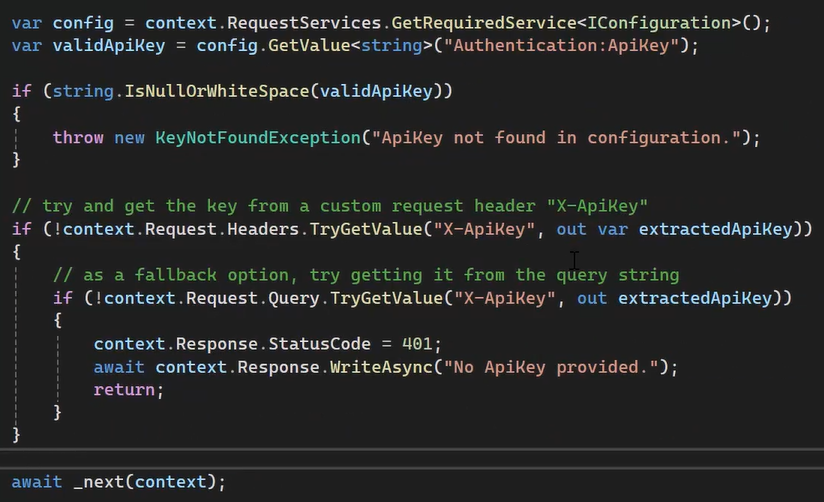 var config = context.RequestServices.GetRequiredService<IConfiguration>();
var validApiKey = config.GetValue<string>("Authentication:ApiKey");
if (string.IsNullOrWhiteSpace(validApiKey))
{
throw new KeyNotFoundException("ApiKey not found in configuration.");
}
// try and get the key from a custom request header "X-ApiKey"
if (!context.Request.Headers.TryGetValue("X-ApiKey", out var extractedApiKey))
{
// as a fallback option, try getting it from the query string
if (!context.Request.Query.TryGetValue("X-ApiKey", out extractedApiKey))
{
context.Response.StatusCode = 401;
await context.Response.WriteAsync("No ApiKey provided.");
return;
}
}
await _next(context);